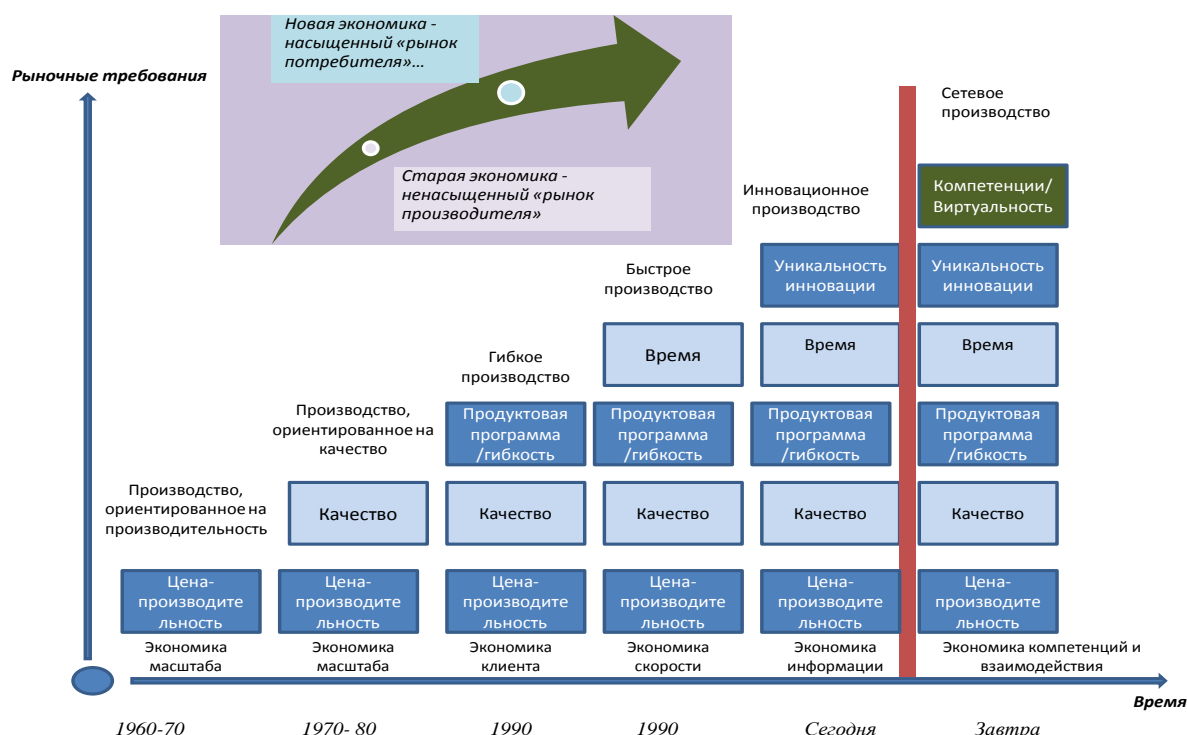 Новая экономика -
насыщенный «рынок
потребителя»…
Рыночные требования
Старая экономика -
ненасыщенный «рынок
производителя»
Сетевое
производство
Компетенции/
Виртуальность
Инновационное
производство
Уникальность
инновации
Уникальность
инновации
Быстрое
производство
Время
Время
Время
Гибкое
производство
Продуктовая
программа
/гибкость
Продуктовая
программа
/гибкость
Продуктовая
программа
/гибкость
Продуктовая
программа
/гибкость
Производство,
ориентированное на
качество
Качество
Качество
Качество
Качество
Качество
Производство,
ориентированное на
производительность
Цена-
производите
льность
Цена-
производите
льность
Цена-
производите
льность
Цена-
производите
льность
Цена-
производите
льность
Цена-
производите
льность
Экономика
масштаба
Экономика
масштаба
Экономика
клиента
Экономика
скорости
Экономика
информации
Экономика компетенций и
взаимодействия
Время
1960-70
1970- 80
1990
1990
Сегодня
Завтра